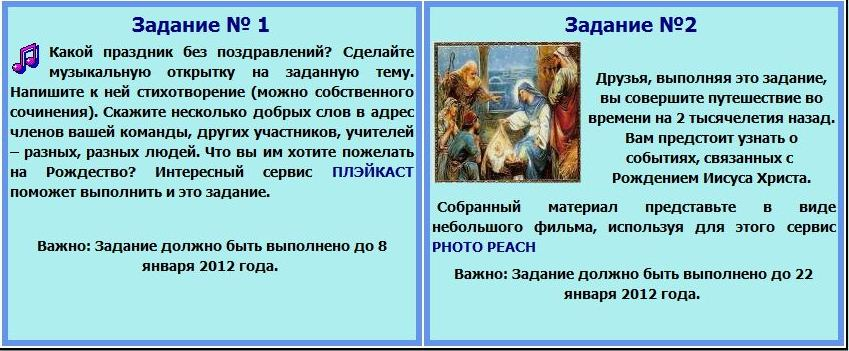 Задание № 1
Какой праздник без поздравлений? Сделайте
музыкальную открытку на заданную тему.
Напишите к ней стихотворение (можно собственного
сочинения). Скажите несколько добрых слов в адрес
членов вашей команды, других участников, учителей
– разных, разных людей. Что вы им хотите пожелать
на Рождество? Интересный сервис ПЛЭЙКАСТ
поможет выполнить и это задание.
Важно: Задание должно быть выполнено до 8
января 2012 года.
Задание №2
Друзья, выполняя это задание,
вы совершите путешествие во
времени на 2 тысячелетия назад.
Вам предстоит узнать о
событиях, связанных с
Рождением Иисуса Христа.
Собранный материал представьте в виде
небольшого фильма, используя для этого сервис
PHOTO PEACH
Важно: Задание должно быть выполнено до 22
января 2012 года.